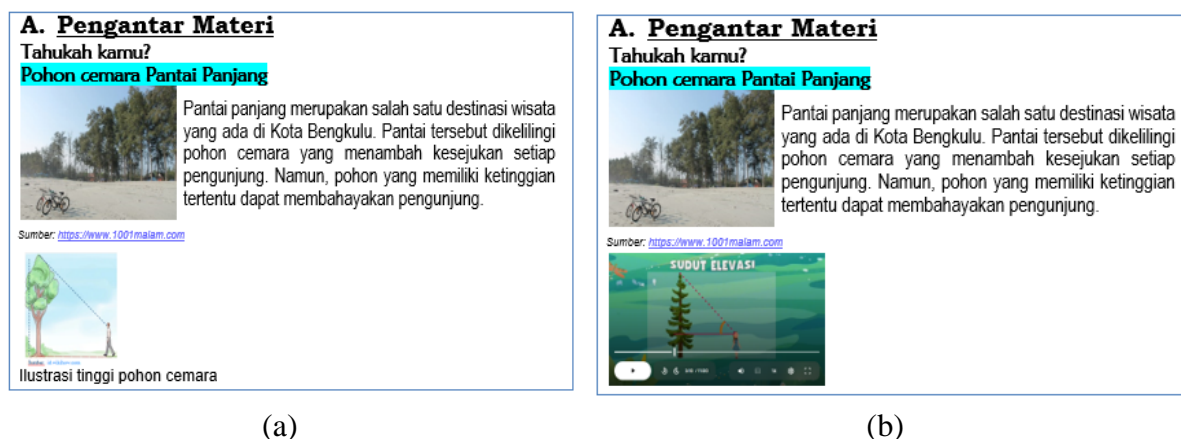 A. Pengantar Materi
Tahukah kamu?
Pohon cemara Pantai Panjang
Pantai panjang merupakan salah satu destinasi wisata
yang ada di Kota Bengkulu. Pantai tersebut dikelilingi
pohon cemara yang menambah kesejukan setiap
pengunjung. Namun, pohon yang memiliki ketinggian
tertentu dapat membahayakan pengunjung.
Sumber: https://www.1001malam.com
Ilustrasi tinggi pohon cemara
(a)
A. Pengantar Materi
Tahukah kamu?
Pohon cemara Pantai Panjang
Pantai panjang merupakan salah satu destinasi wisata
yang ada di Kota Bengkulu. Pantai tersebut dikelilingi
pohon cemara yang menambah kesejukan setiap
pengunjung. Namun, pohon yang memiliki ketinggian
tertentu dapat membahayakan pengunjung.
Sumber: https://www.1001malam.com
SUDUT ELEVASI
(b)